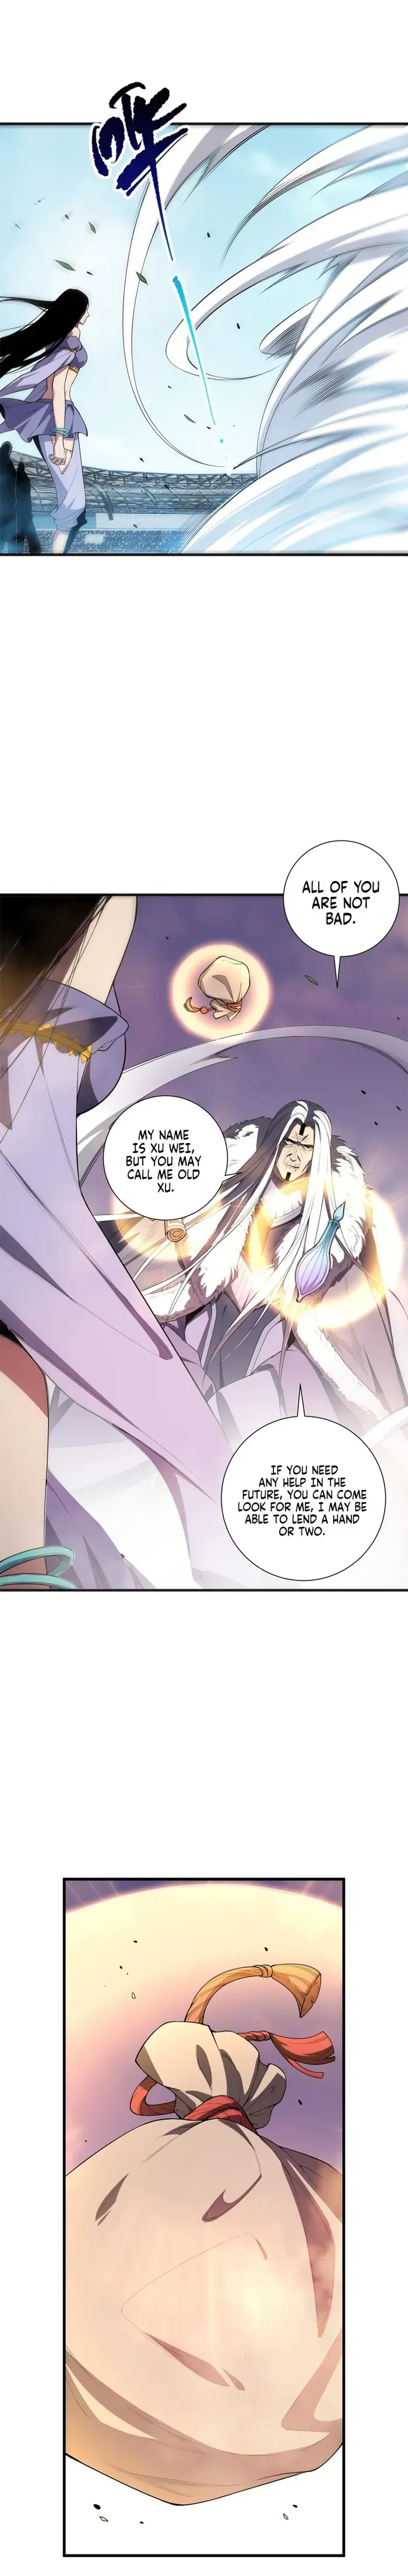 呼
ALL OF YOU
ARE NOT
BAD.
MY NAME
IS XU WEI,
BUT YOU MAY
CALL ME OLD
XU.
IF YOU NEED
ANY HELP IN THE
FUTURE, YOU CAN COME
LOOK FOR ME, I MAY BE
ABLE TO LEND A HAND
OR TWO.